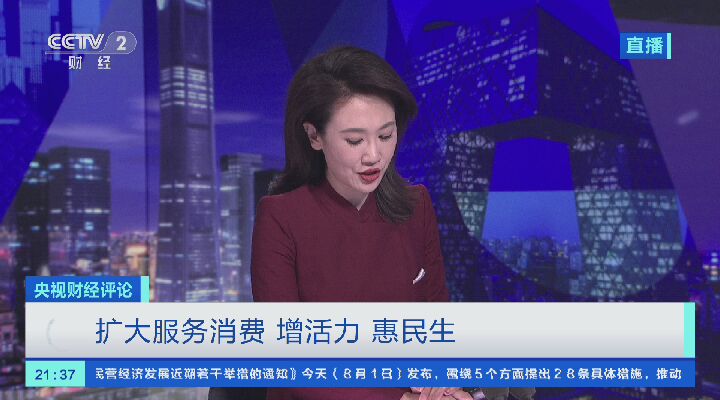 CCTV 2
财经
直播
央视财经评论
扩大服务消费 增活力 惠民生
21:37 民营经济发展近期若干举措的通知》今天（8月1日）发布，围绕5个方面提出28条具体措施，推动